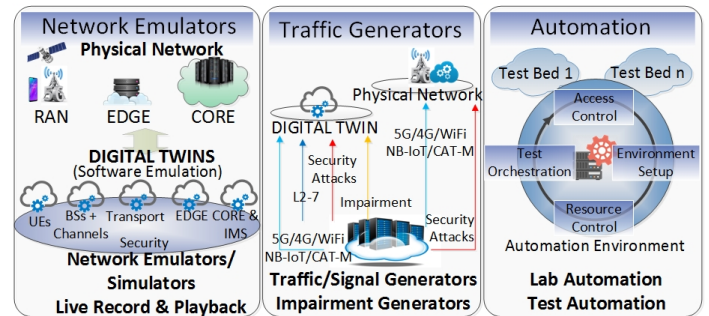 Network Emulators
Physical Network
RAN
EDGE
CORE
DIGITAL TWINS
(Software Emulation)
UEs
BSs +
Channels
Transport
EDGE
CORE &
IMS
Security
Network Emulators/
Simulators
Live Record & Playback
Traffic Generators
Physical Network
DIGITAL TWIN
5G/4G/WiFi
NB-IoT/CAT-M
Security
Attacks
L2-7
Impairment
Security
Attacks
5G/4G/WiFi
NB-IoT/CAT-M
Traffic/Signal Generators
Impairment Generators
Automation
Test Bed 1
Test Bed n
Access
Control
Test
Orchestration
Environment
Setup
Resource
Control
Automation Environment
Lab Automation
Test Automation